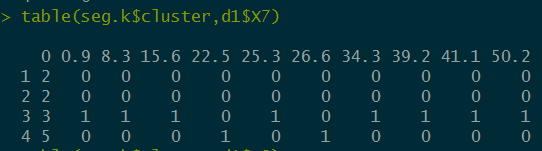 > table(seg.k$cluster,d1$X7)
0 0.9 8.3 15.6 22.5 25.3 26.6 34.3 39.2 41.1 50.2
1 2 0 0 0 0 0 0 0 0 0 0
2 2 0 0 0 0 0 0 0 0 0 0
3 3 1 1 1 0 1 0 1 1 1 1
4 5 0 0 0 1 0 1 0 0 0 0